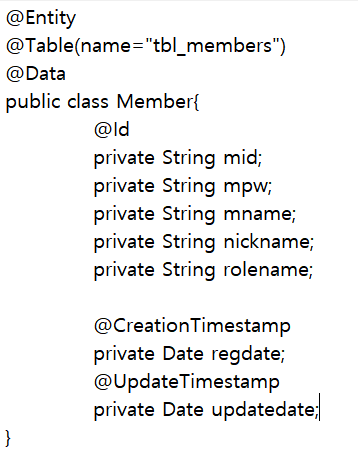 @Entity
@Table(name="tbl_members")
@Data
public class Member{
@Id
private String mid;
private String mpw;
private String mname;
private String nickname;
private String rolename;
@CreationTimestamp
private Date regdate;
@UpdateTimestamp
private Date updatedate;
}